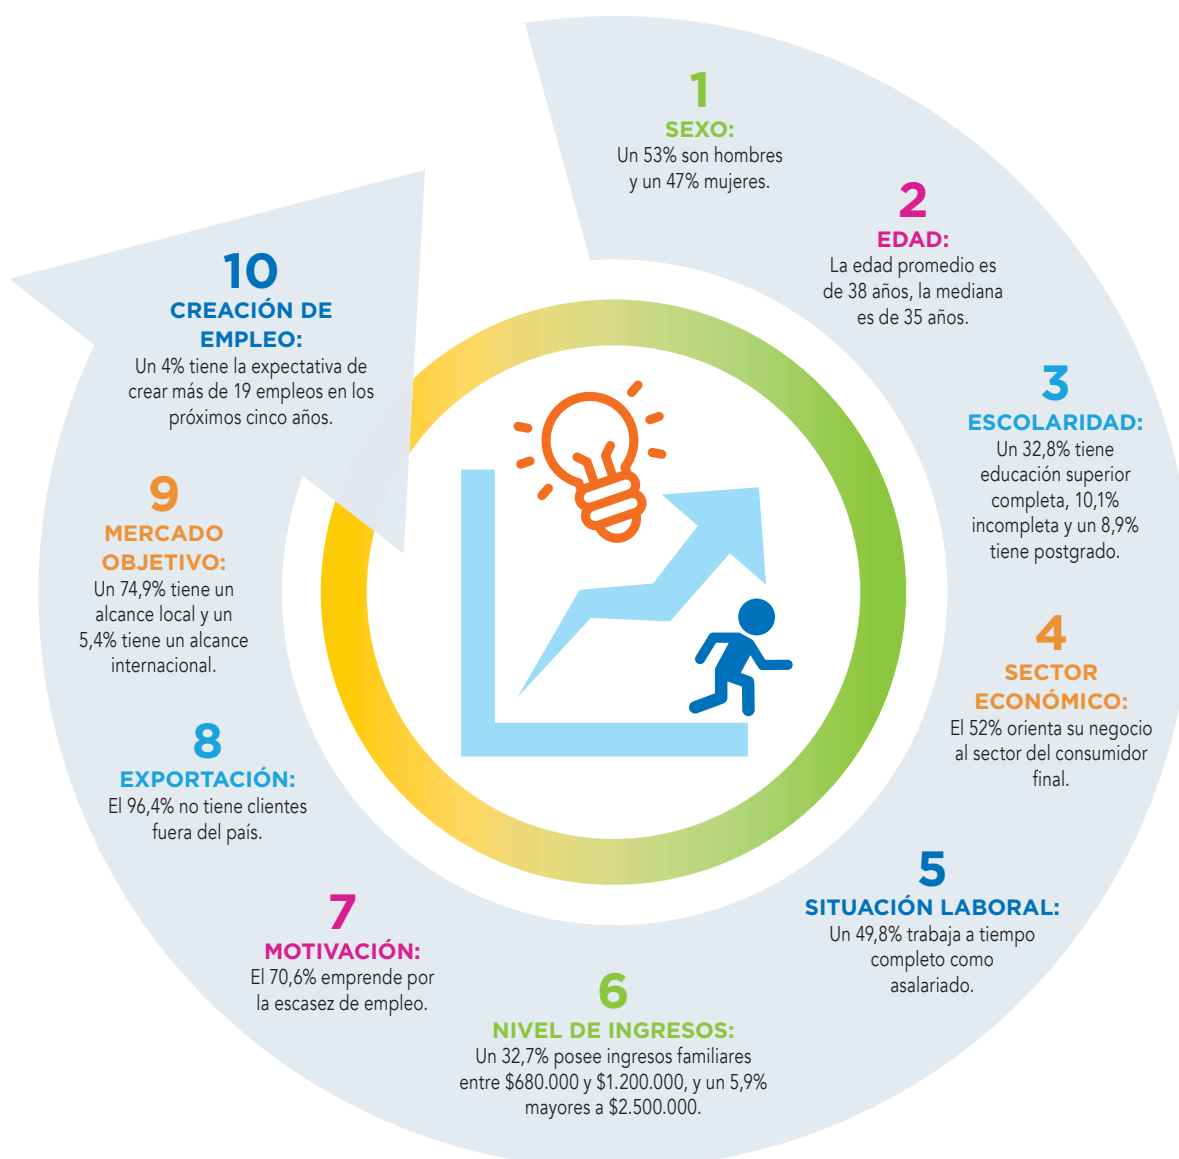 1
SEXO:
Un 53% son hombres
y un 47% mujeres.
2
EDAD:
La edad promedio es
de 38 años, la mediana
es de 35 años.
3
ESCOLARIDAD:
Un 32,8% tiene
educación superior
completa, 10,1%
incompleta y un 8,9%
tiene postgrado.
4
SECTOR
ECONÓMICO:
El 52% orienta su negocio
al sector del consumidor
final.
5
SITUACIÓN LABORAL:
Un 49,8% trabaja a tiempo
completo como
asalariado.
6
NIVEL DE INGRESOS:
Un 32,7% posee ingresos familiares
entre $680.000 y $1.200.000, y un 5,9%
mayores a $2.500.000.
7
MOTIVACIÓN:
El 70,6% emprende por
la escasez de empleo.
8
EXPORTACIÓN:
El 96,4% no tiene clientes
fuera del país.
9
MERCADO
OBJETIVO:
Un 74,9% tiene un
alcance local y un
5,4% tiene un alcance
internacional.
10
CREACIÓN DE
EMPLEO:
Un 4% tiene la expectativa de
crear más de 19 empleos en los
próximos cinco años.